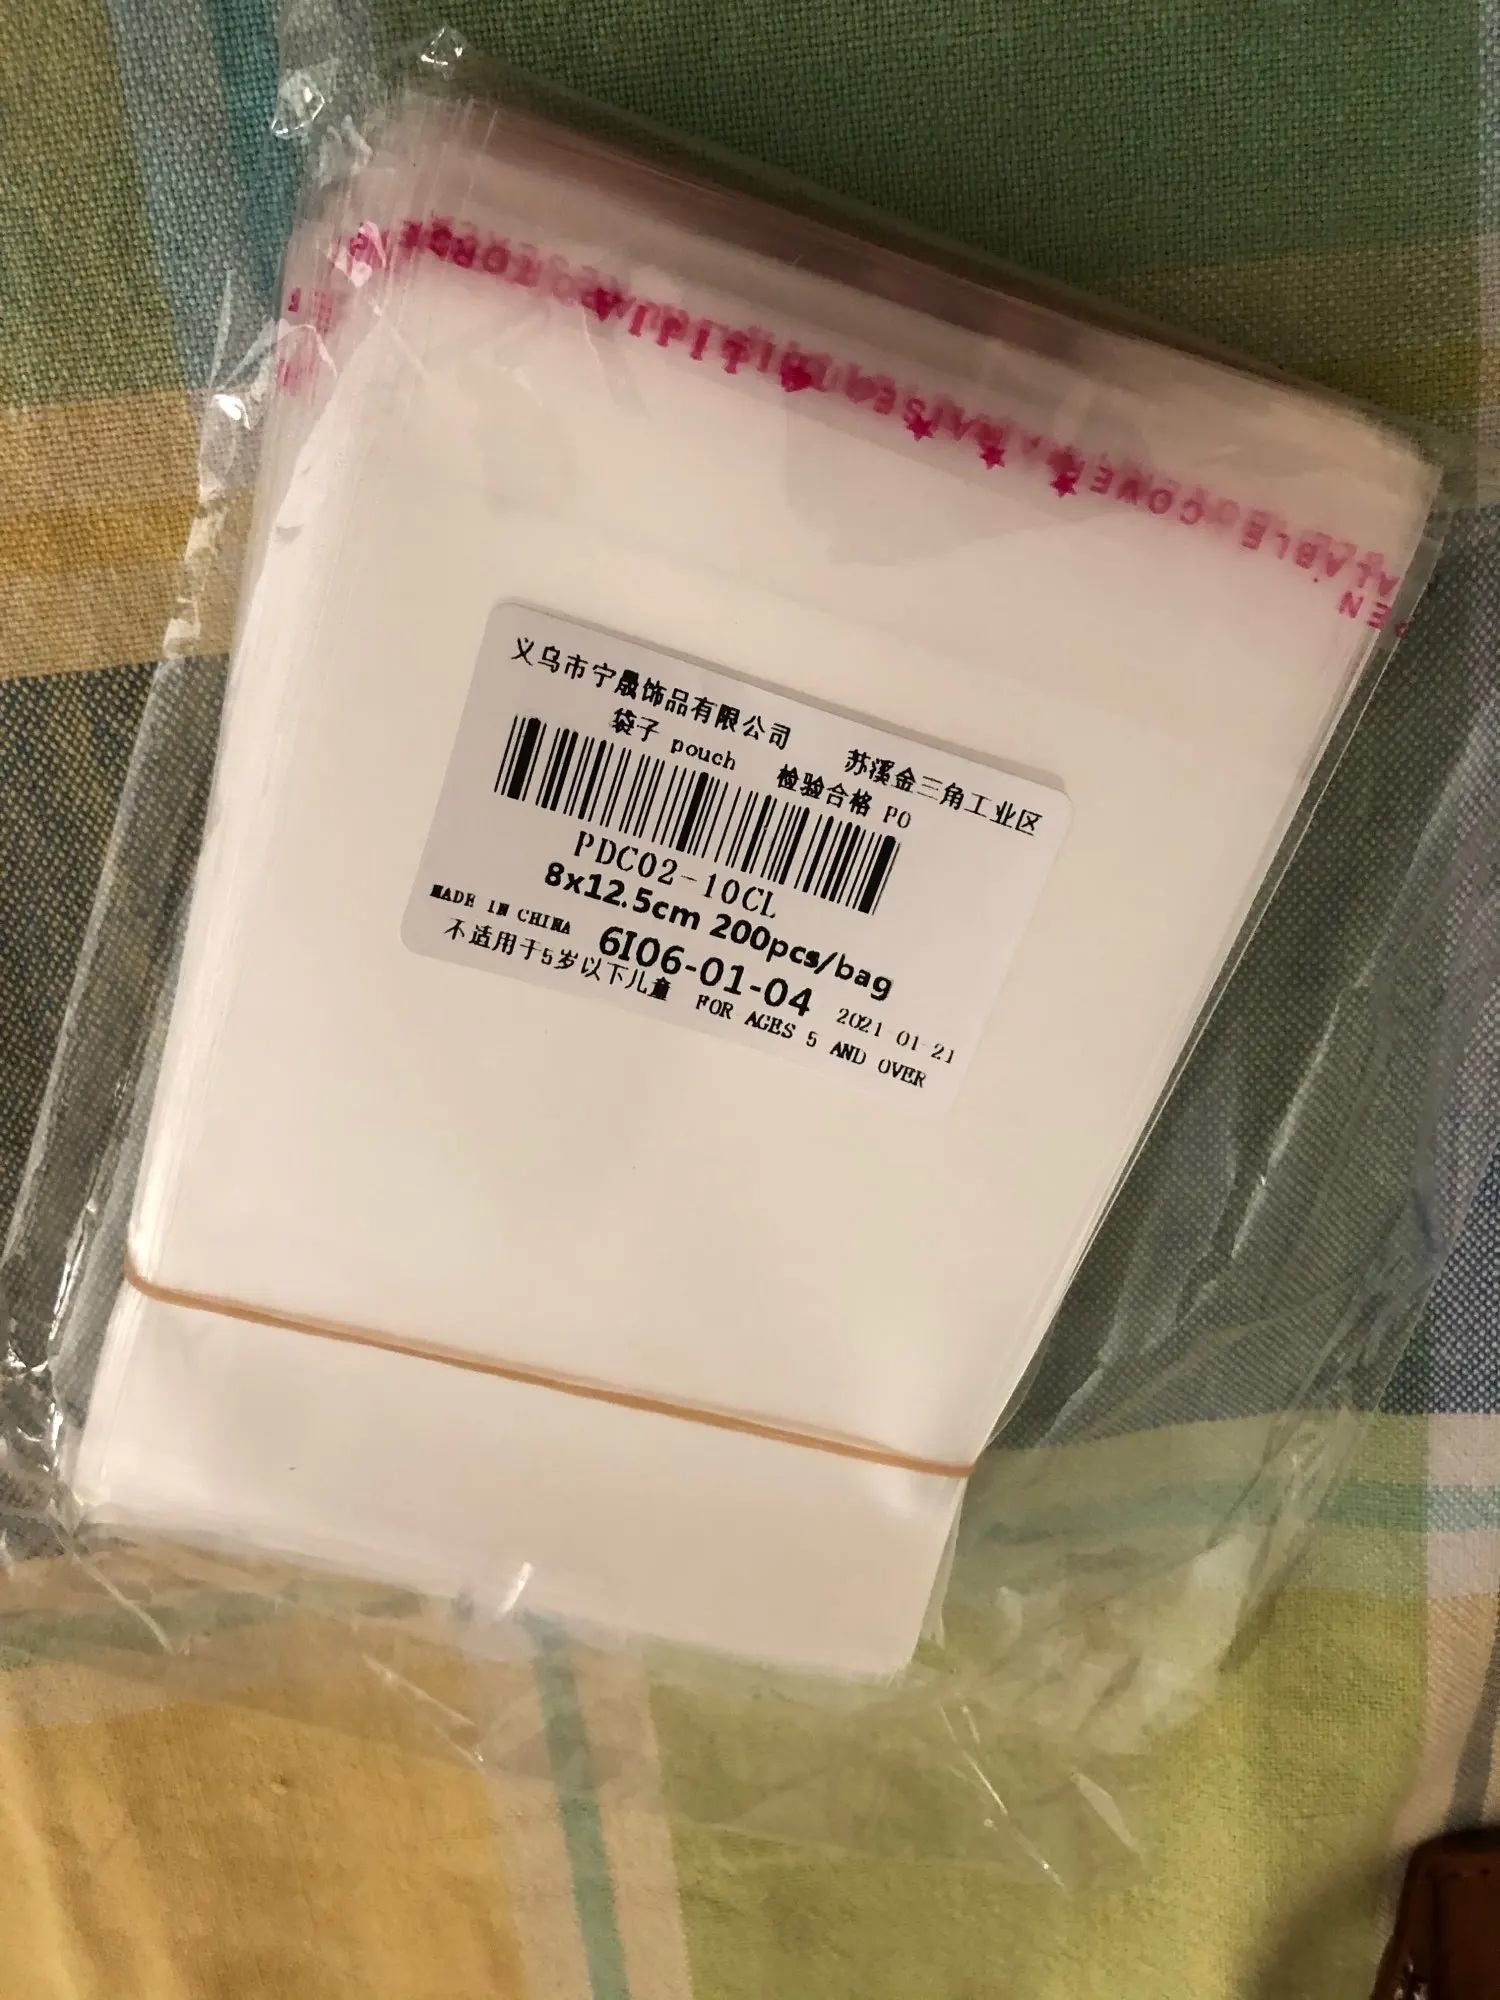 义乌市宁晟饰品有限公司 苏溪金三角工业区
袋子 pouch 检验合格 PO
PDC02-10CL
8x12.5cm 200pcs/bag
MADE IN CHINA 6I06-01-04 2021-01-21
不适用于5岁以下儿童 FOR AGES 5 AND OVER